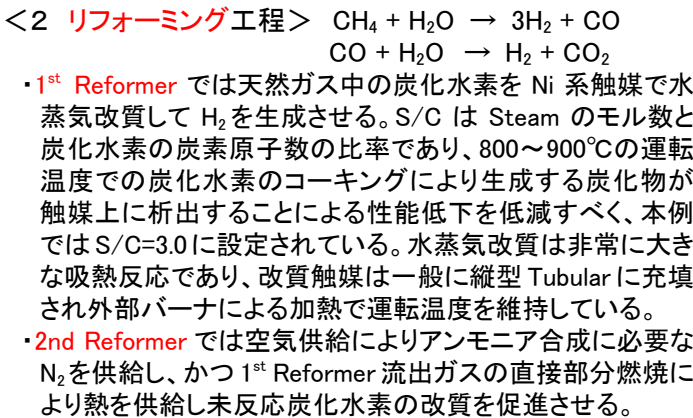 <2 リフォーミング工程> CH₄ + H₂O → 3H₂ + CO
CO + H₂O → H₂ + CO₂
・1ˢᵗ Reformer では天然ガス中の炭化水素を Ni 系触媒で水
蒸気改質して H₂を生成させる。S/C は Steam のモル数と
炭化水素の炭素原子数の比率であり、800～900℃の運転
温度での炭化水素のコーキングにより生成する炭化物が
触媒上に析出することによる性能低下を低減すべく、本例
では S/C=3.0 に設定されている。水蒸気改質は非常に大き
な吸熱反応であり、改質触媒は一般に縦型 Tubular に充填
され外部バーナによる加熱で運転温度を維持している。
・2nd Reformer では空気供給によりアンモニア合成に必要な
N₂を供給し、かつ 1ˢᵗ Reformer 流出ガスの直接部分燃焼に
より熱を供給し未反応炭化水素の改質を促進させる。